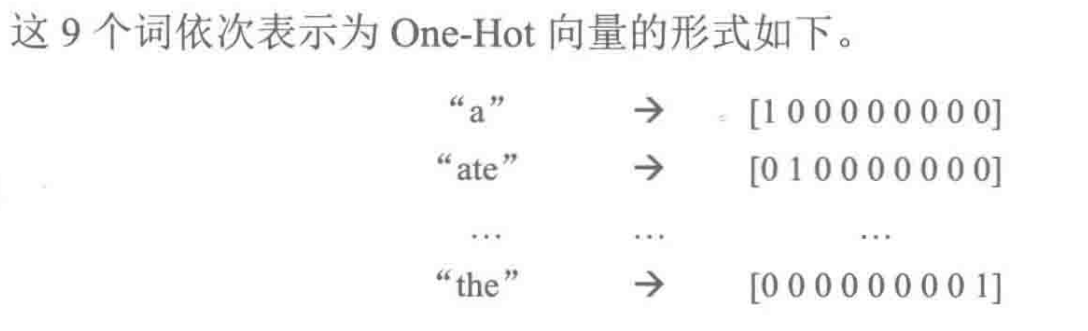 这 9 个词依次表示为 One-Hot 向量的形式如下。
“a” → [1 0 0 0 0 0 0 0 0]
“ate” → [0 1 0 0 0 0 0 0 0]
… … …
“the” → [0 0 0 0 0 0 0 0 1]